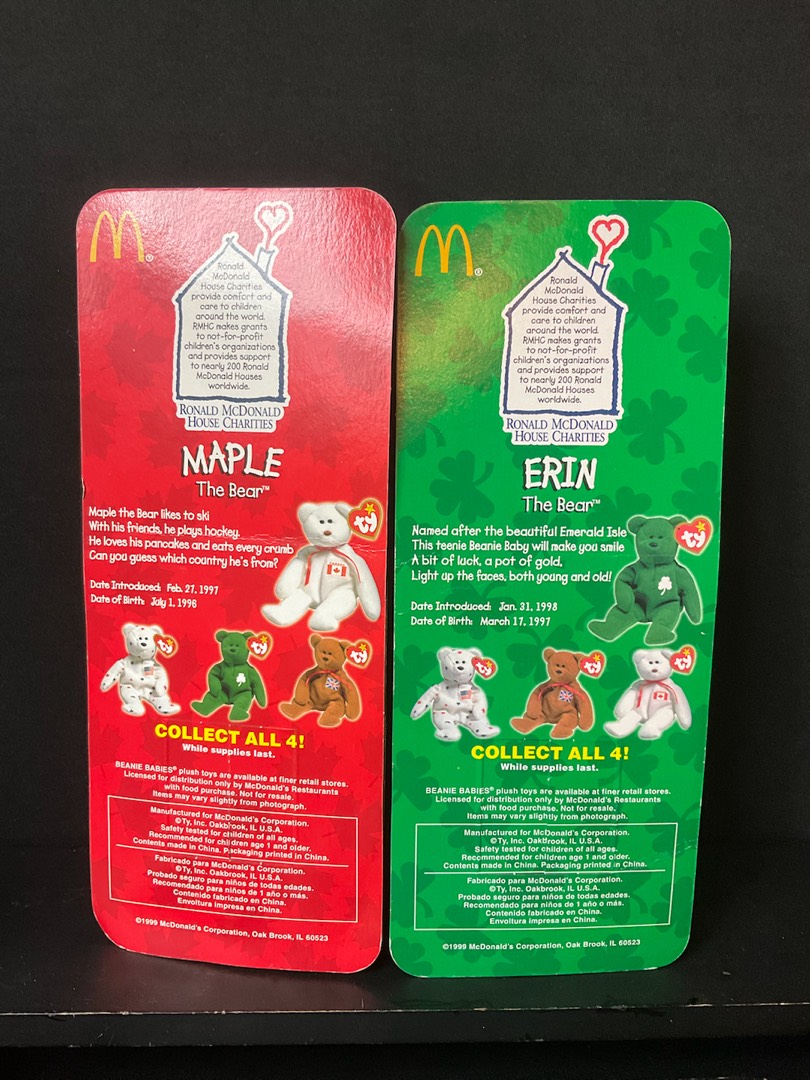 M®
Ronald
McDonald
House Charities
provide comfort and
care to children
around the world.
RMHC makes grants
to not-for-profit
children's organizations
and provides support
to nearly 200 Ronald
McDonald Houses
worldwide.
RONALD MCDONALD
HOUSE CHARITIES
MAPLE
The Bear™
Maple the Bear likes to ski
With his friends, he plays hockey.
He loves his pancakes and eats every crumb
Can you guess which country he's from?
Date Introduced: Feb. 27, 1997
Date of Birth: July 1, 1996
ty
ty
ty
ty
COLLECT ALL 4!
While supplies last.
BEANIE BABIES® plush toys are available at finer retail stores.
Licensed for distribution only by McDonald's Restaurants
with food purchase. Not for resale.
Items may vary slightly from photograph.
Manufactured for McDonald's Corporation.
©Ty, Inc. Oakbrook, IL U.S.A.
Safety tested for children of all ages.
Recommended for children age 1 and older.
Contents made in China. Packaging printed in China.
Fabricado para McDonald's Corporation.
©Ty, Inc. Oakbrook, IL U.S.A.
Probado seguro para niños de todas edades.
Recomendado para niños de 1 año o más.
Contenido fabricado en China.
Envoltura impresa en China.
©1999 McDonald's Corporation, Oak Brook, IL 60523
M®
Ronald
McDonald
House Charities
provide comfort and
care to children
around the world.
RMHC makes grants
to not-for-profit
children's organizations
and provides support
to nearly 200 Ronald
McDonald Houses
worldwide.
RONALD MCDONALD
HOUSE CHARITIES
ERIN
The Bear™
Named after the beautiful Emerald Isle
This teenie Beanie Baby will make you smile
A bit of luck, a pot of gold,
Light up the faces, both young and old!
Date Introduced: Jan. 31, 1998
Date of Birth: March 17, 1997
ty
ty
ty
ty
COLLECT ALL 4!
While supplies last.
BEANIE BABIES® plush toys are available at finer retail stores.
Licensed for distribution only by McDonald's Restaurants
with food purchase. Not for resale.
Items may vary slightly from photograph.
Manufactured for McDonald's Corporation.
©Ty, Inc. OakBrook, IL U.S.A.
Safety tested for children of all ages.
Recommended for children age 1 and older.
Contents made in China. Packaging printed in China.
Fabricado para McDonald's Corporation.
©Ty, Inc. Oakbrook, IL U.S.A.
Probado seguro para niños de todas edades.
Recomendado para niños de 1 año o más.
Contenido fabricado en China.
Envoltura impresa en China.
©1999 McDonald's Corporation, Oak Brook, IL 60523